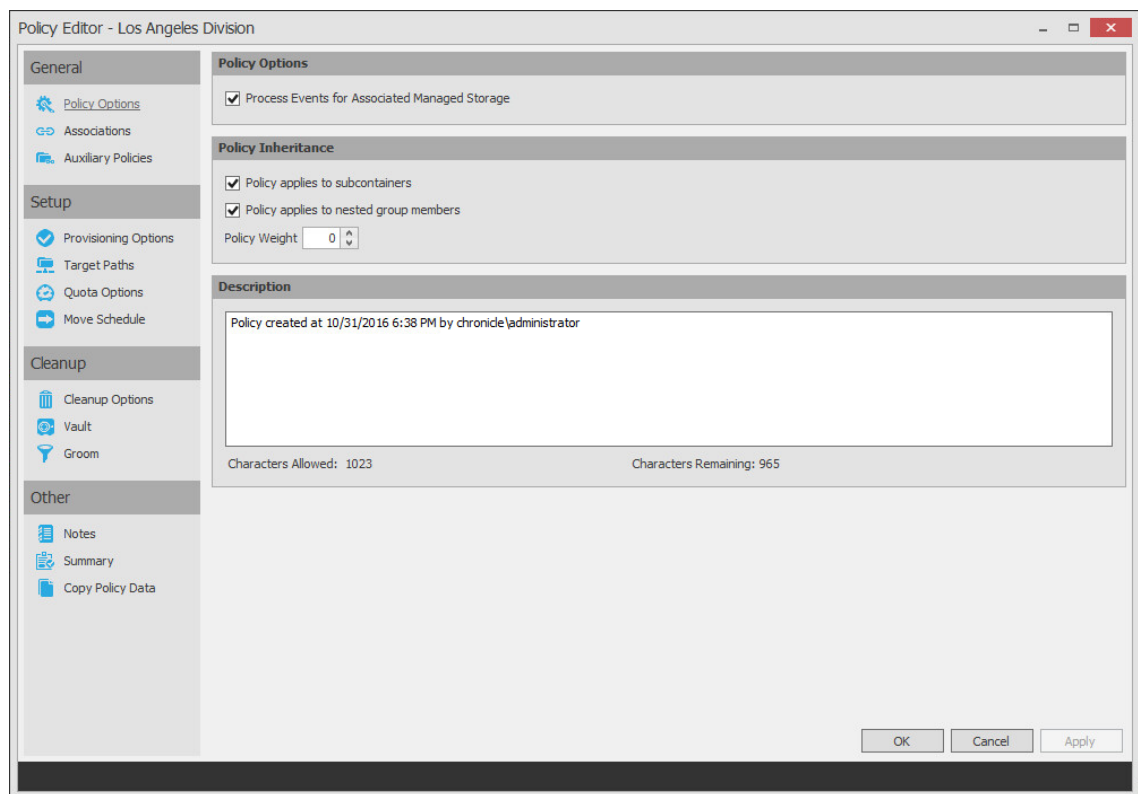 Policy Editor - Los Angeles Division
General
Policy Options
Associations
Auxiliary Policies
Setup
Provisioning Options
Target Paths
Quota Options
Move Schedule
Cleanup
Cleanup Options
Vault
Groom
Other
Notes
Summary
Copy Policy Data
Policy Options
Process Events for Associated Managed Storage
Policy Inheritance
Policy applies to subcontainers
Policy applies to nested group members
Policy Weight 0
Description
Policy created at 10/31/2016 6:38 PM by chronicle\administrator
Characters Allowed: 1023 Characters Remaining: 965
OK Cancel Apply